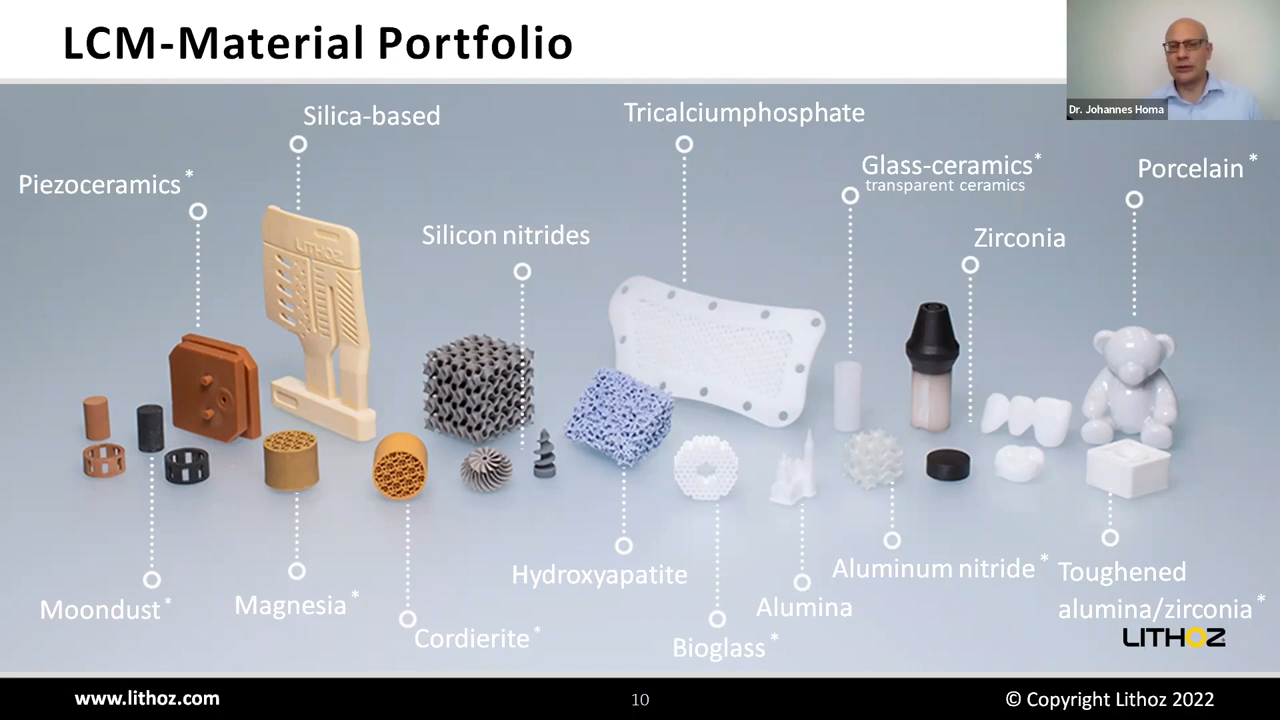 LCM-Material Portfolio
Dr. Johannes Homa
Silica-based
Tricalciumphosphate
Piezoceramics*
Glass-ceramics*
transparent ceramics
Porcelain*
Silicon nitrides
Zirconia
LITHOZ
Hydroxyapatite
Aluminum nitride*
Toughened
alumina/zirconia*
Moondust*
Magnesia*
Alumina
Cordierite*
Bioglass*
LITHOZ
www.lithoz.com
10
© Copyright Lithoz 2022